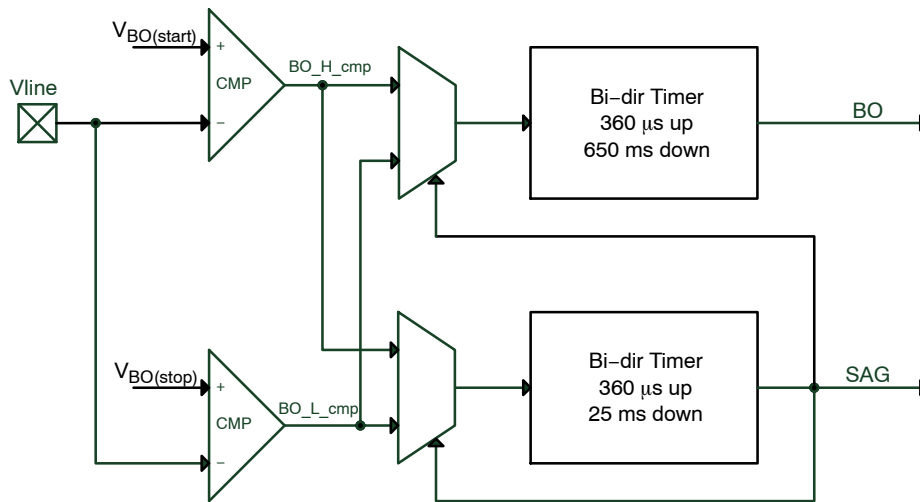 VBO(start)
+
CMP
−
BO_H_cmp
Vline
Bi−dir Timer
360 μs up
650 ms down
BO
VBO(stop)
+
CMP
−
BO_L_cmp
Bi−dir Timer
360 μs up
25 ms down
SAG